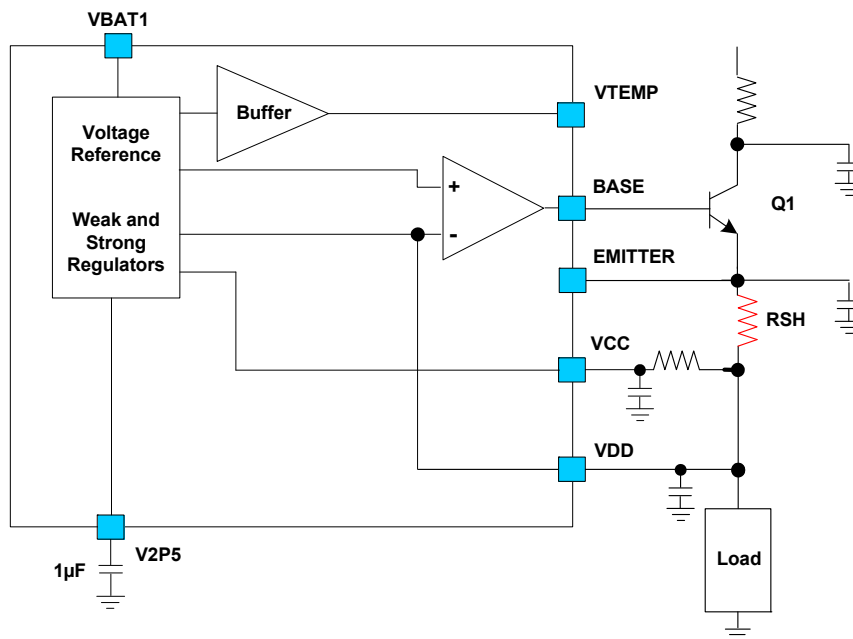 VBAT1
Buffer
VTEMP
Voltage
Reference
+
BASE
Q1
Weak and
Strong
Regulators
-
EMITTER
RSH
VCC
VDD
V2P5
1µF
Load